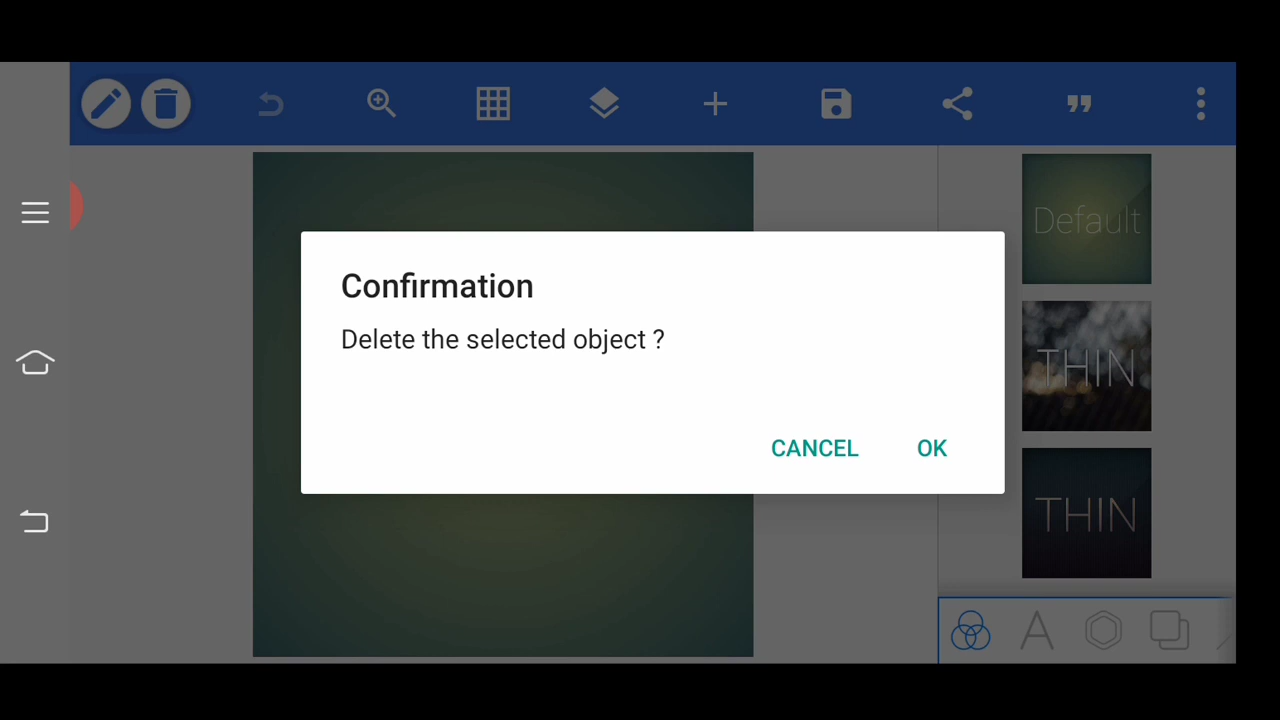 Default
Confirmation
Delete the selected object ?
THIN
CANCEL
OK
THIN